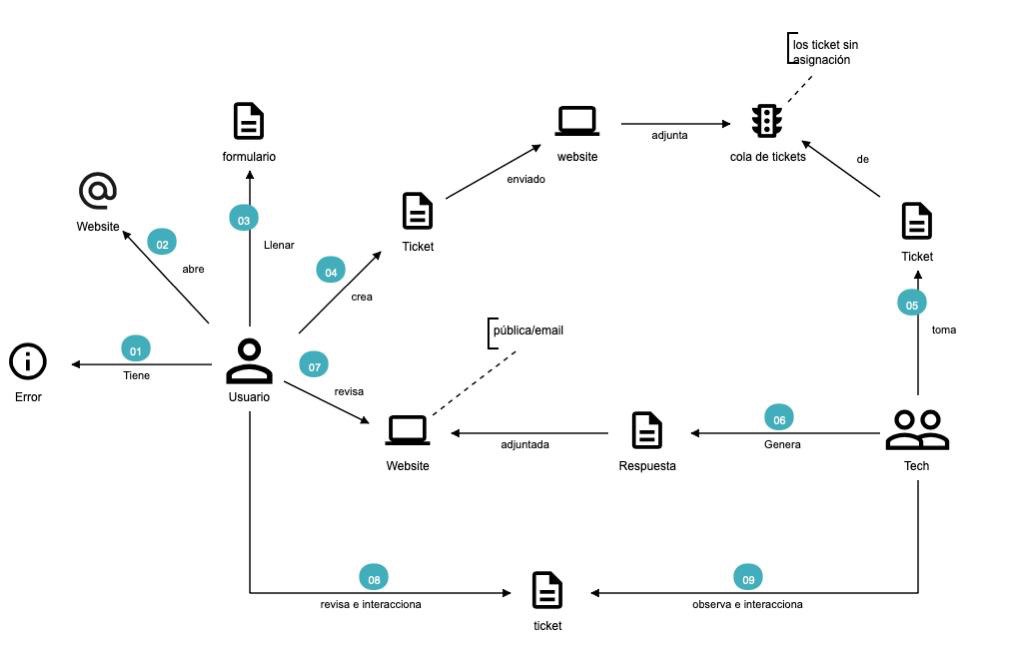 los ticket sin
asignación
formulario
website
adjunta
cola de tickets
enviado
de
Website
02
03
Llenar
abre
04
crea
Ticket
Ticket
05
toma
01
Tiene
Error
Usuario
07
revisa
pública/email
Website
adjuntada
Respuesta
06
Genera
Tech
08
revisa e interacciona
09
observa e interacciona
ticket